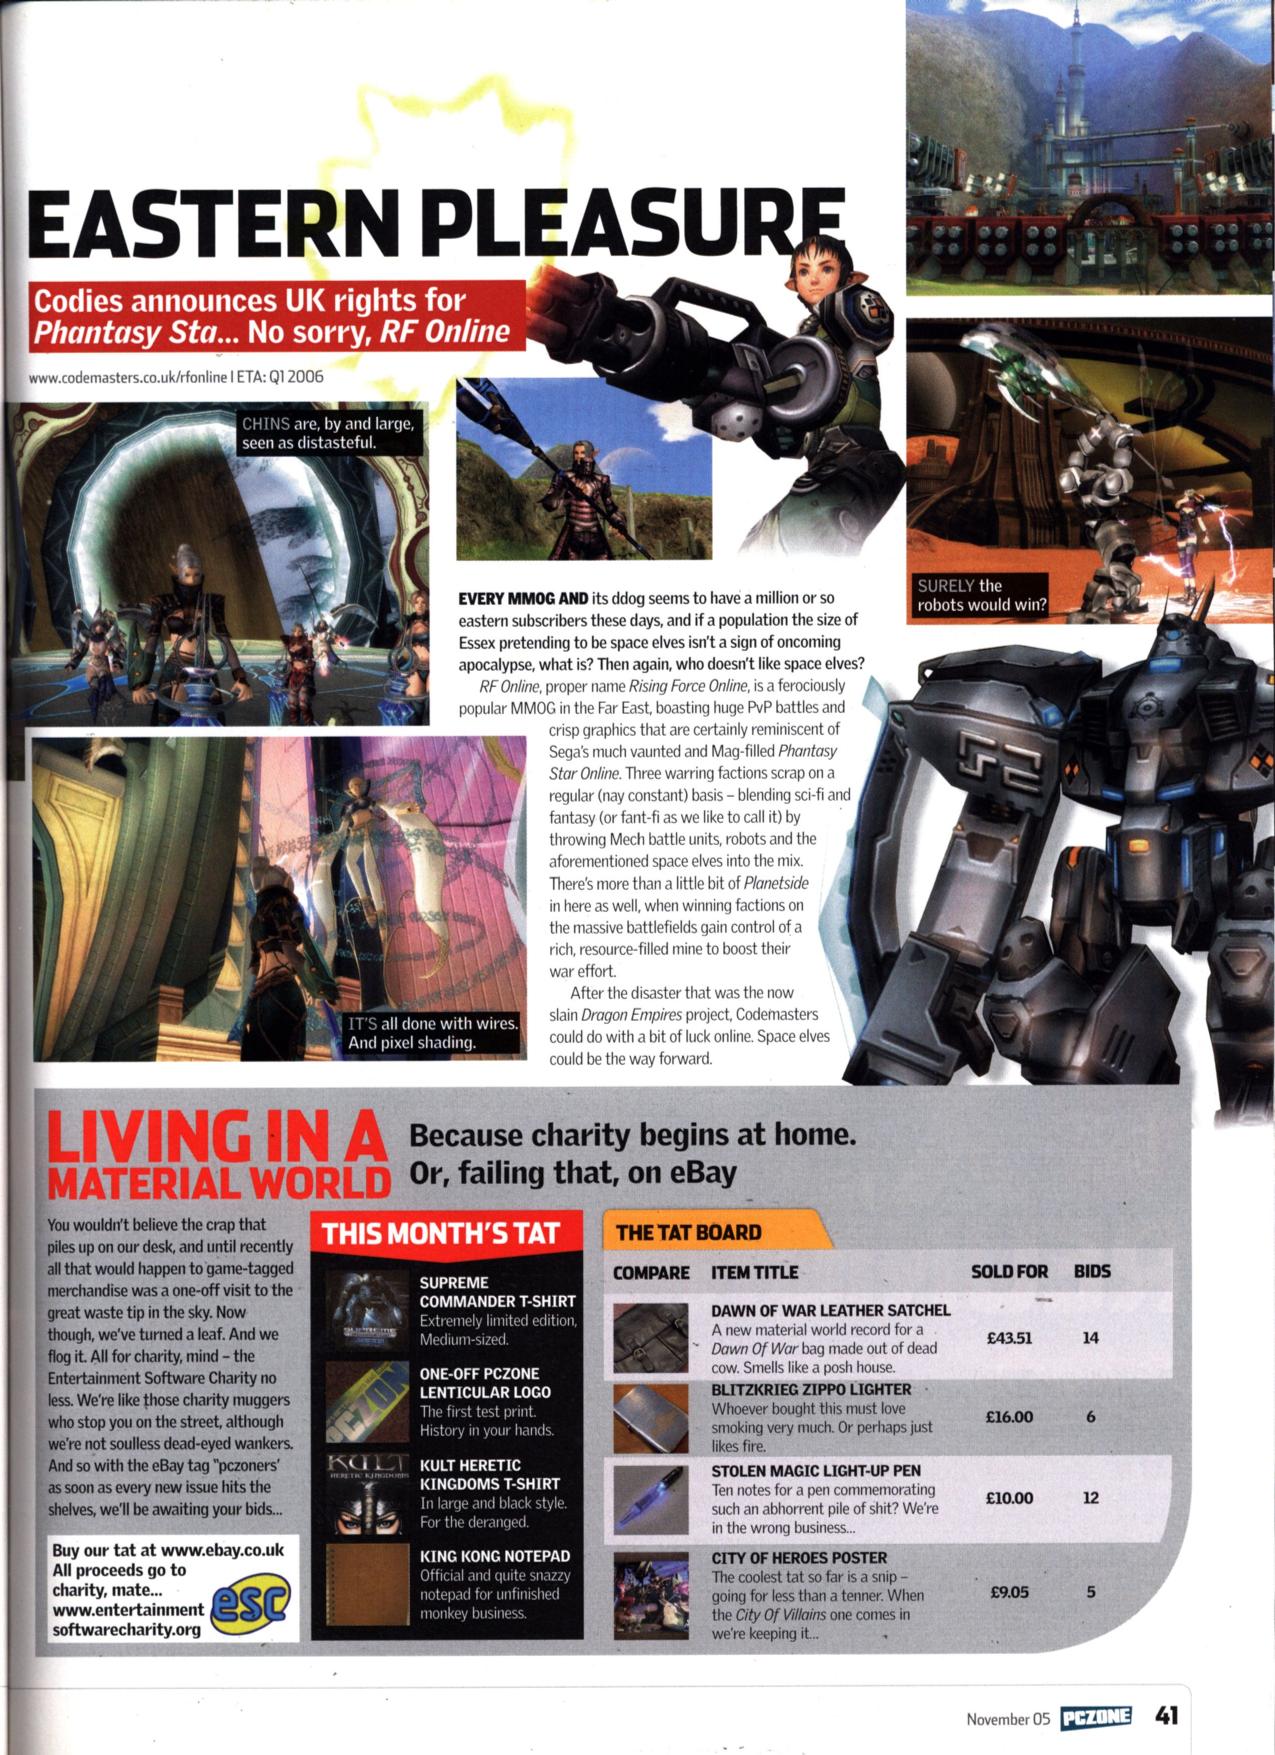 EASTERN PLEASURE
Codies announces UK rights for
Phantasy Sta... No sorry, RF Online
www.codemasters.co.uk/rfonline | ETA: Q1 2006
CHINS are, by and large,
seen as distasteful.
SURELY the
robots would win?
IT'S all done with wires.
And pixel shading.
EVERY MMOG AND its ddog seems to have a million or so
eastern subscribers these days, and if a population the size of
Essex pretending to be space elves isn't a sign of oncoming
apocalypse, what is? Then again, who doesn't like space elves?
RF Online, proper name Rising Force Online, is a ferociously
popular MMOG in the Far East, boasting huge PvP battles and
crisp graphics that are certainly reminiscent of
Sega's much vaunted and Mag-filled Phantasy
Star Online. Three warring factions scrap on a
regular (nay constant) basis – blending sci-fi and
fantasy (or fant-fi as we like to call it) by
throwing Mech battle units, robots and the
aforementioned space elves into the mix.
There's more than a little bit of Planetside
in here as well, when winning factions on
the massive battlefields gain control of a
rich, resource-filled mine to boost their
war effort.
After the disaster that was the now
slain Dragon Empires project, Codemasters
could do with a bit of luck online. Space elves
could be the way forward.
LIVING IN A
MATERIAL WORLD
Because charity begins at home.
Or, failing that, on eBay
You wouldn't believe the crap that
piles up on our desk, and until recently
all that would happen to game-tagged
merchandise was a one-off visit to the
great waste tip in the sky. Now
though, we've turned a leaf. And we
flog it. All for charity, mind – the
Entertainment Software Charity no
less. We're like those charity muggers
who stop you on the street, although
we're not soulless dead-eyed wankers.
And so with the eBay tag "pczoners'
as soon as every new issue hits the
shelves, we'll be awaiting your bids...
Buy our tat at www.ebay.co.uk
All proceeds go to
charity, mate...
www.entertainment
softwarecharity.org
esc
THIS MONTH'S TAT
SUPREME
COMMANDER T-SHIRT
Extremely limited edition,
Medium-sized.
ONE-OFF PCZONE
LENTICULAR LOGO
The first test print.
History in your hands.
PCZON
KULT HERETIC
KINGDOMS T-SHIRT
In large and black style.
For the deranged.
KULT
HERETIC KINGDOMS
KING KONG NOTEPAD
Official and quite snazzy
notepad for unfinished
monkey business.
THE TAT BOARD
COMPARE ITEM TITLE SOLD FOR BIDS
DAWN OF WAR LEATHER SATCHEL
A new material world record for a
Dawn Of War bag made out of dead
cow. Smells like a posh house.
£43.51 14
BLITZKRIEG ZIPPO LIGHTER
Whoever bought this must love
smoking very much. Or perhaps just
likes fire.
£16.00 6
STOLEN MAGIC LIGHT-UP PEN
Ten notes for a pen commemorating
such an abhorrent pile of shit? We're
in the wrong business...
£10.00 12
CITY OF HEROES POSTER
The coolest tat so far is a snip –
going for less than a tenner. When
the City Of Villains one comes in
we're keeping it...
£9.05 5
November 05 PCZONE 41